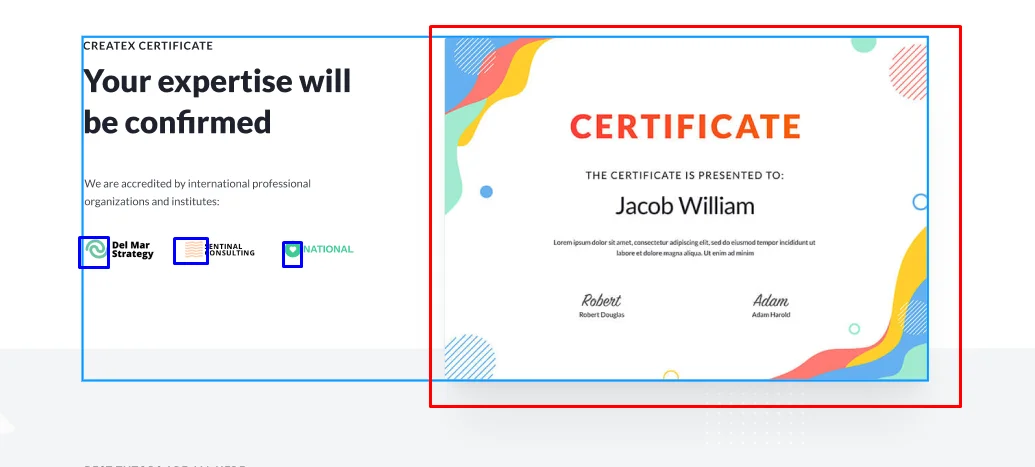 CREATEX CERTIFICATE
Your expertise will
be confirmed
We are accredited by international professional
organizations and institutes:
Del Mar
Strategy
SENTINAL
CONSULTING
NATIONAL
CERTIFICATE
THE CERTIFICATE IS PRESENTED TO:
Jacob William
Lorem ipsum dolor sit amet, consectetur adipiscing elit, sed do eiusmod tempor incididunt ut
labore et dolore magna aliqua. Ut enim ad minim
Robert
Robert Douglas
Adam
Adam Harold